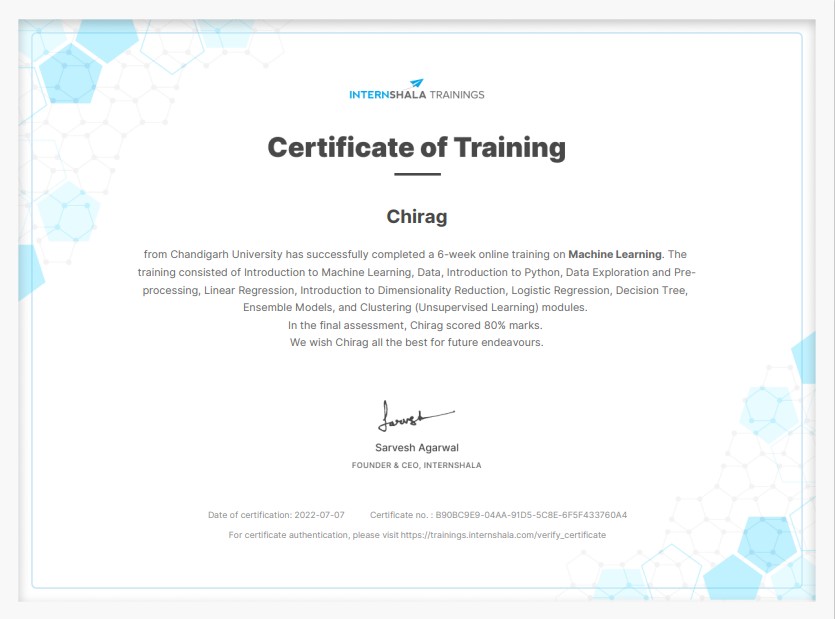 INTERNSHALA TRAININGS
Certificate of Training
Chirag
from Chandigarh University has successfully completed a 6-week online training on Machine Learning. The
training consisted of Introduction to Machine Learning, Data, Introduction to Python, Data Exploration and Pre-
processing, Linear Regression, Introduction to Dimensionality Reduction, Logistic Regression, Decision Tree,
Ensemble Models, and Clustering (Unsupervised Learning) modules.
In the final assessment, Chirag scored 80% marks.
We wish Chirag all the best for future endeavours.
Sarvesh
Sarvesh Agarwal
FOUNDER & CEO, INTERNSHALA
Date of certification: 2022-07-07 Certificate no. : B90BC9E9-04AA-91D5-5C8E-6F5F433760A4
For certificate authentication, please visit https://trainings.internshala.com/verify_certificate